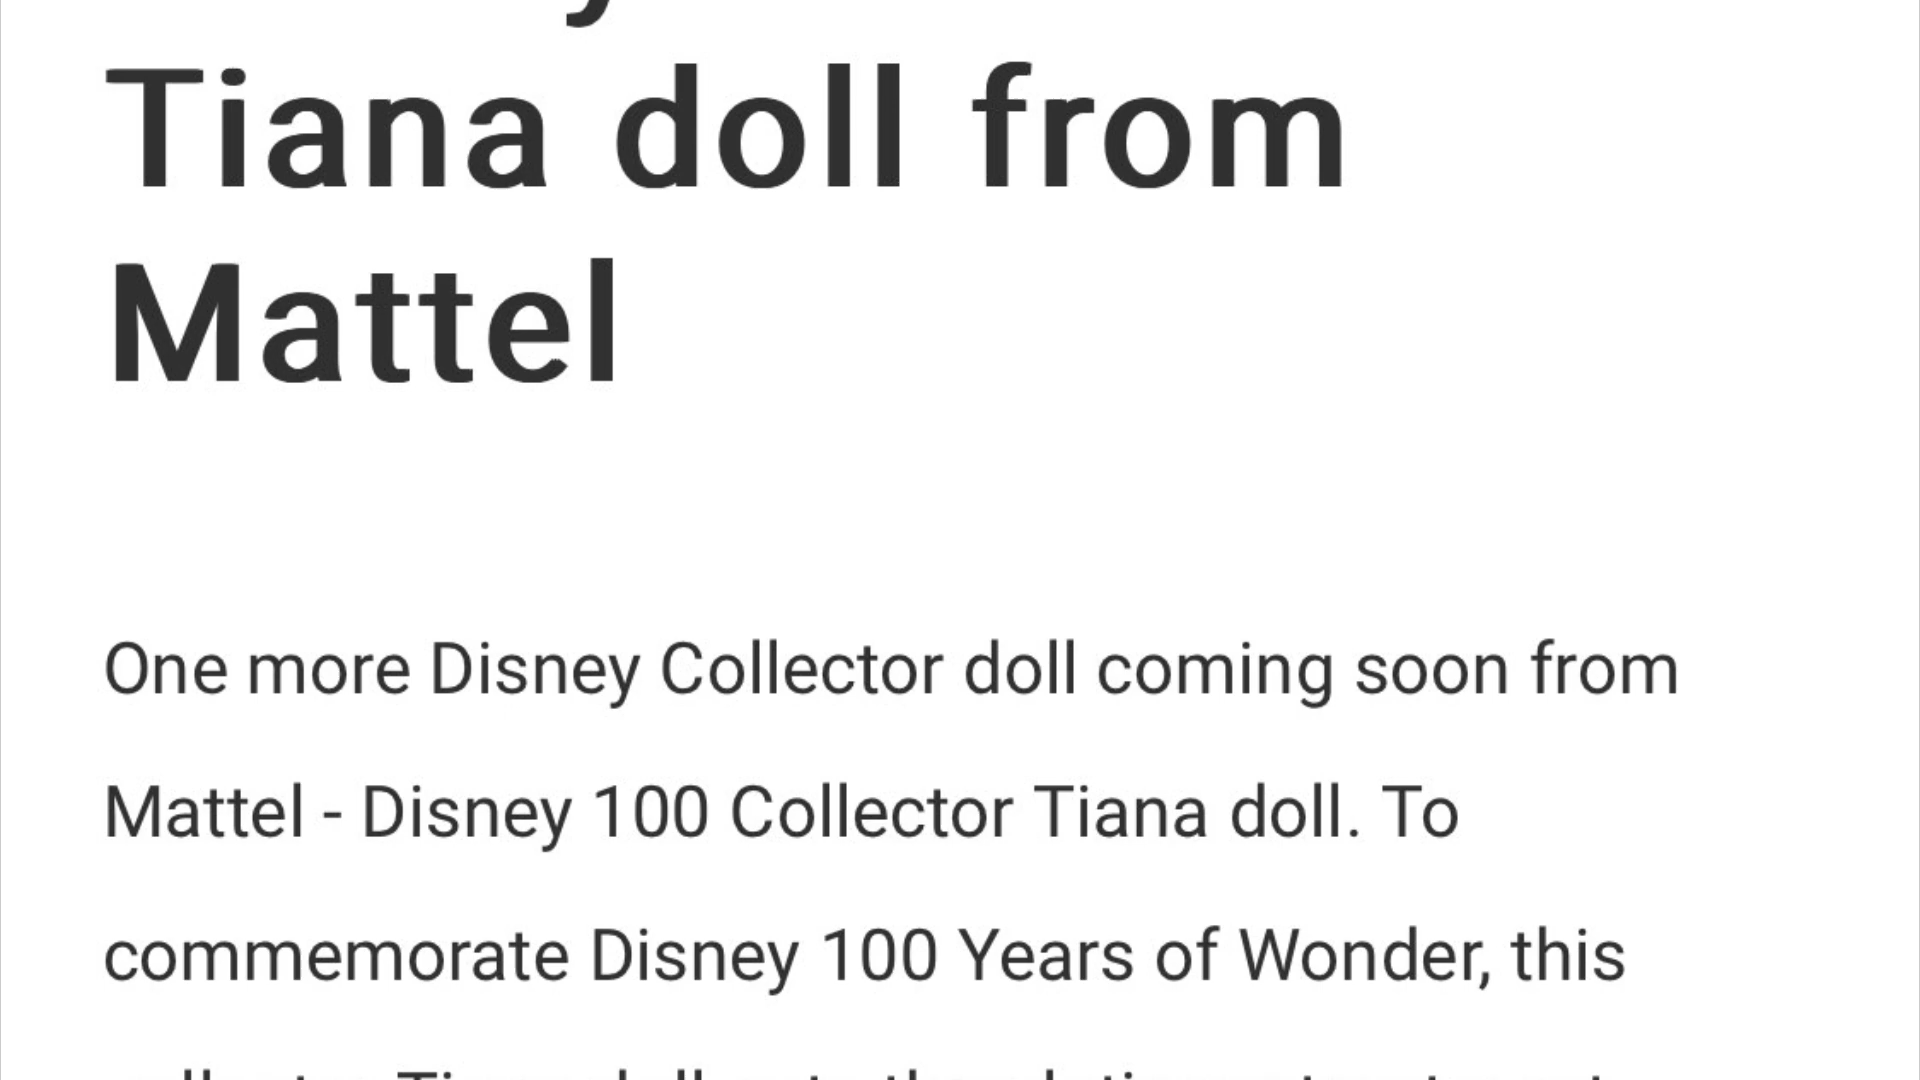 Tiana doll from
Mattel
One more Disney Collector doll coming soon from
Mattel - Disney 100 Collector Tiana doll. To
commemorate Disney 100 Years of Wonder, this